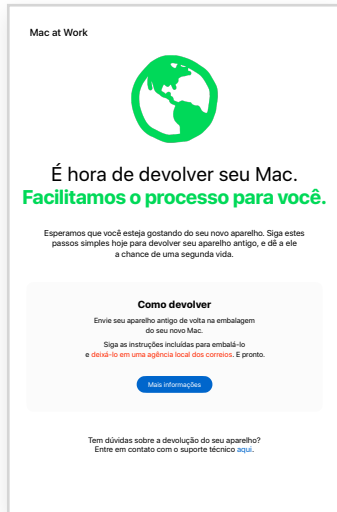 Mac at Work
É hora de devolver seu Mac.
Facilitamos o processo para você.
Esperamos que você esteja gostando do seu novo aparelho. Siga estes
passos simples hoje para devolver seu aparelho antigo, e dê a ele
a chance de uma segunda vida.
Como devolver
Envie seu aparelho antigo de volta na embalagem
do seu novo Mac.
Siga as instruções incluídas para embalá-lo
e deixá-lo em uma agência local dos correios. E pronto.
Mais informações
Tem dúvidas sobre a devolução do seu aparelho?
Entre em contato com o suporte técnico aqui.